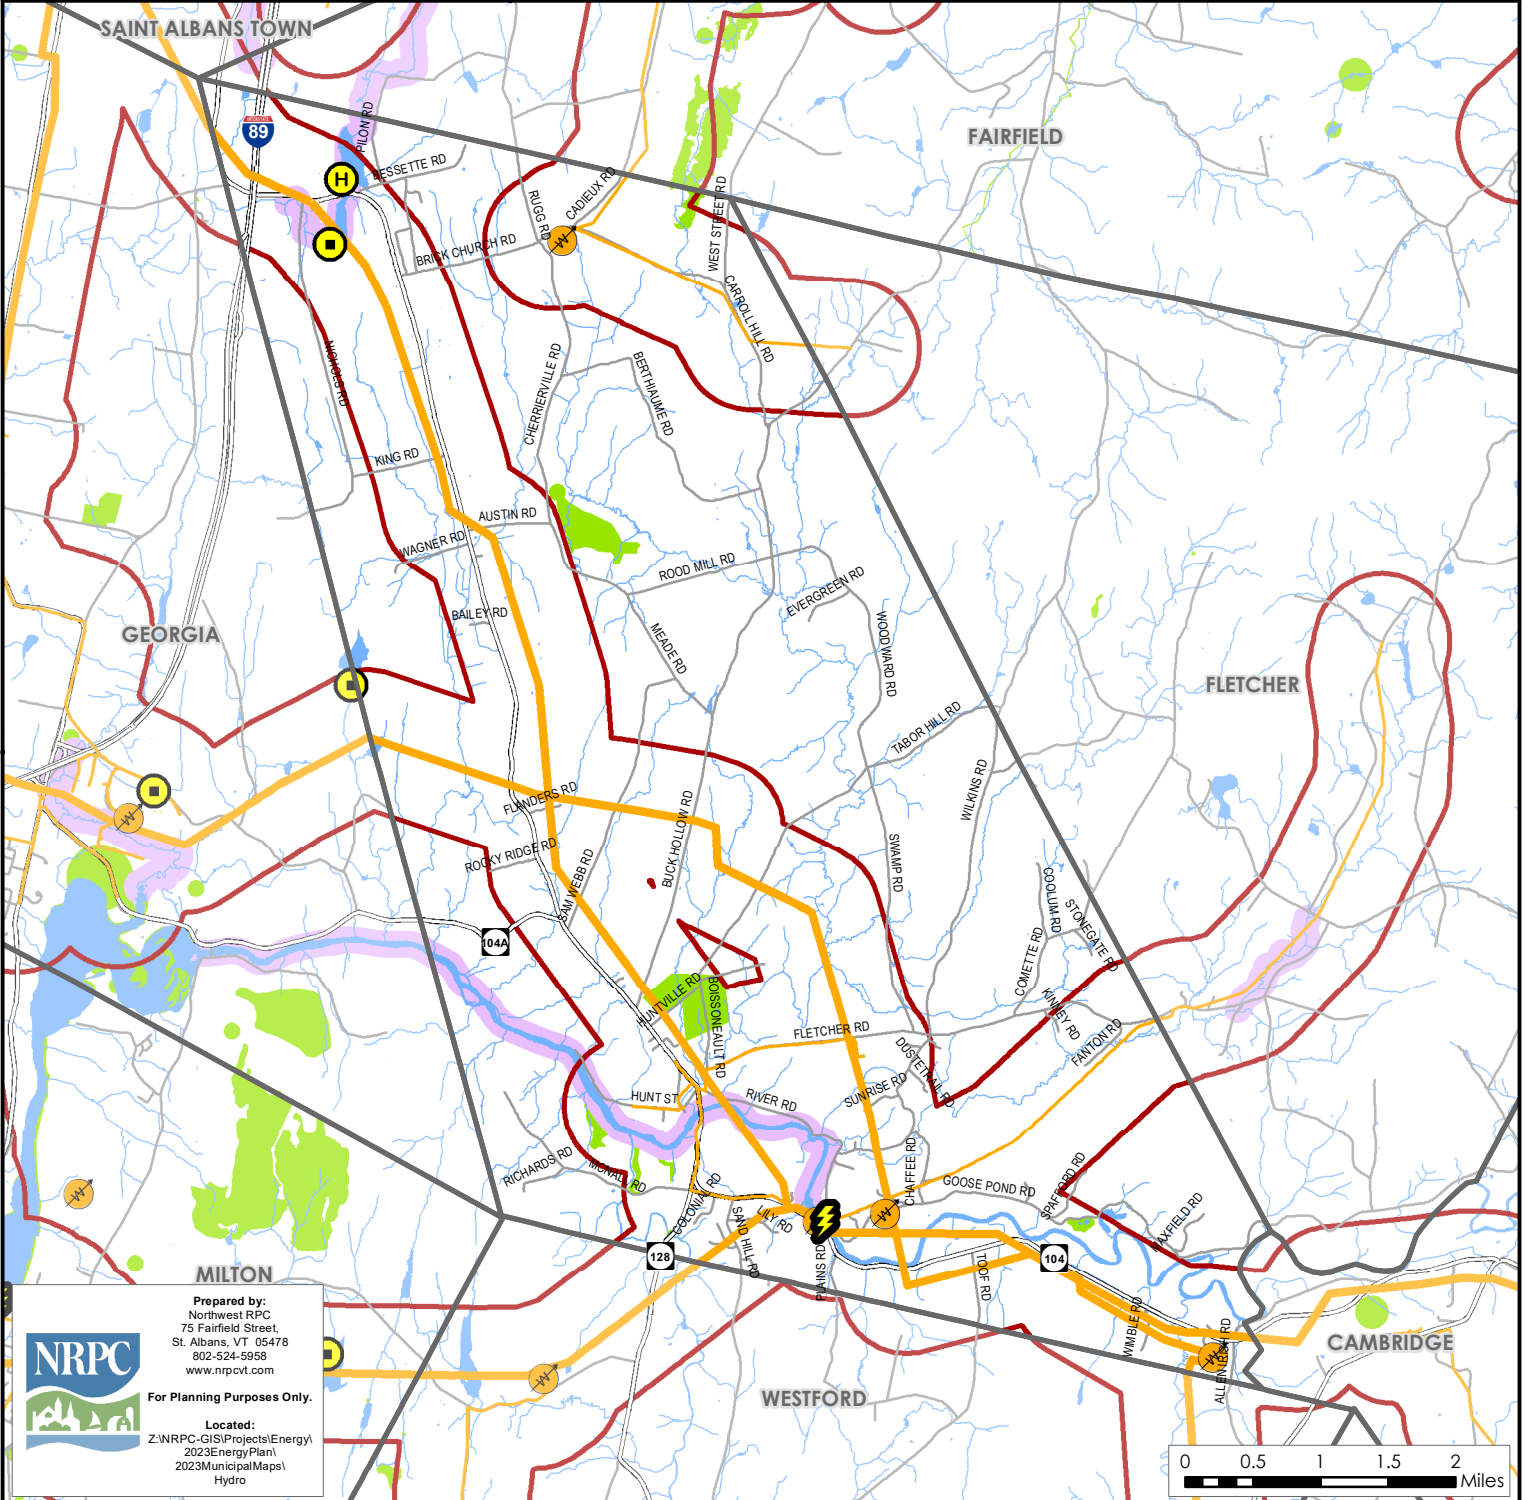 SAINT ALBANS TOWN
INTERSTATE
89
PILON RD
FAIRFIELD
H
BESSETTE RD
RUGG RD
CADIEUX RD
WEST STREET RD
W
BRICK CHURCH RD
CARROLL HILL RD
NICHOLS RD
CHERRIERVILLE RD
BERTHIAUME RD
KING RD
AUSTIN RD
WAGNER RD
ROOD MILL RD
EVERGREEN RD
BAILEY RD
WOODWARD RD
GEORGIA
MEADE RD
FLETCHER
TABOR HILL RD
WILKINS RD
FLANDERS RD
W
BUCK HOLLOW RD
SWAMP RD
ROCKY RIDGE RD
SAM WEBB RD
COOLUM RD
STONEGATE RD
104A
COMETTE RD
HUNTVILLE RD
BOISSONEAULT RD
KINNEY RD
FLETCHER RD
FANTON RD
DUSTETRAIL RD
SUNRISE RD
HUNT ST
RIVER RD
RICHARDS RD
MCNALL RD
CHAFFEE RD
GOOSE POND RD
SPAFFORD RD
W
COLONIAL RD
SAND HILL RD
LILY RD
W
MAXFIELD RD
128
PLAINS RD
TOOF RD
104
MILTON
WIMBLE RD
ALLEN IRISH RD
W
CAMBRIDGE
W
WESTFORD
NRPC
Prepared by:
Northwest RPC
75 Fairfield Street,
St. Albans, VT 05478
802-524-5958
www.nrpcvt.com
For Planning Purposes Only.
Located:
Z:\NRPC-GIS\Projects\Energy\
2023EnergyPlan\
2023MunicipalMaps\
Hydro
0 0.5 1 1.5 2
Miles